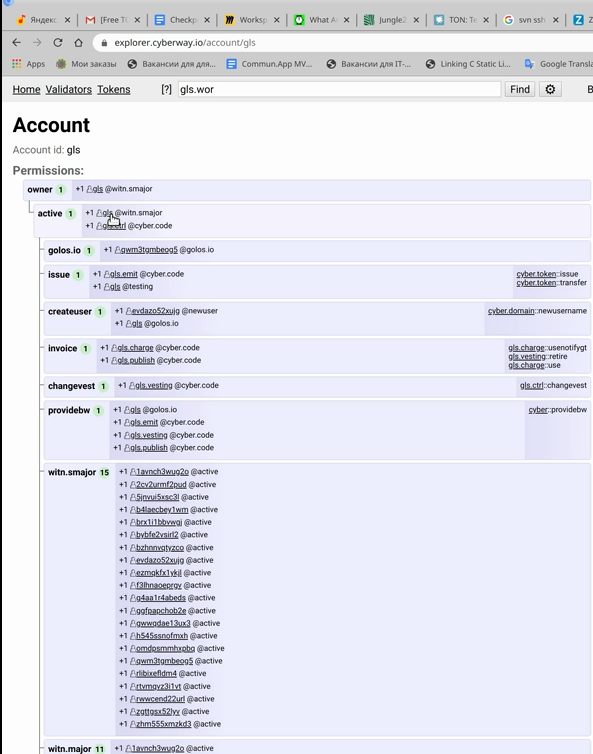 Яндекс.
[Free TC
Checkp
Worksp
What A
Jungle2
TON: Te
svn ssh
explorer.cyberway.io/account/gls
Apps Мои заказы Вакансии для для... Commun.App MV... Вакансии для IT-... Linking C Static Li... Google Transla
Home Validators Tokens [?] gls.wor Find
Account
Account id: gls
Permissions:
owner 1 +1 gls @witn.smajor
active 1 +1 gls @witn.smajor
+1 gls.ctrl @cyber.code
golos.io 1 +1 qwm3tgmbeog5 @golos.io
issue 1 +1 gls.emit @cyber.code cyber.token::issue
+1 gls @testing cyber.token::transfer
createuser 1 +1 evdazo52xujg @newuser cyber.domain::newusername
+1 gls @golos.io
invoice 1 +1 gls.charge @cyber.code gls.charge::usenotifygt
+1 gls.publish @cyber.code gls.vesting::retire
gls.charge::use
changevest 1 +1 gls.vesting @cyber.code gls.ctrl::changevest
providebw 1 +1 gls @golos.io cyber::providebw
+1 gls.emit @cyber.code
+1 gls.vesting @cyber.code
+1 gls.publish @cyber.code
witn.smajor 15 +1 1avnch3wug2o @active
+1 2cv2urmf2pud @active
+1 5jnvui5xsc3l @active
+1 b4laecbey1wm @active
+1 brx1i1bbvwgj @active
+1 bybfe2vsirl2 @active
+1 bzhnnvqtyzco @active
+1 evdazo52xujg @active
+1 ezmqkfx1ykjl @active
+1 f3lhnaoeprgv @active
+1 g4aa1r4abeds @active
+1 ggfpapchob2e @active
+1 gwwqdae13ux3 @active
+1 h545ssnofmxh @active
+1 omdpsmmhxpbq @active
+1 qwm3tgmbeog5 @active
+1 rlibixefldm4 @active
+1 rtvmqvz3i1vt @active
+1 rwwcend22url @active
+1 zgttgsx52lyv @active
+1 zhm555xmzkd3 @active
witn.major 11 +1 1avnch3wug2o @active